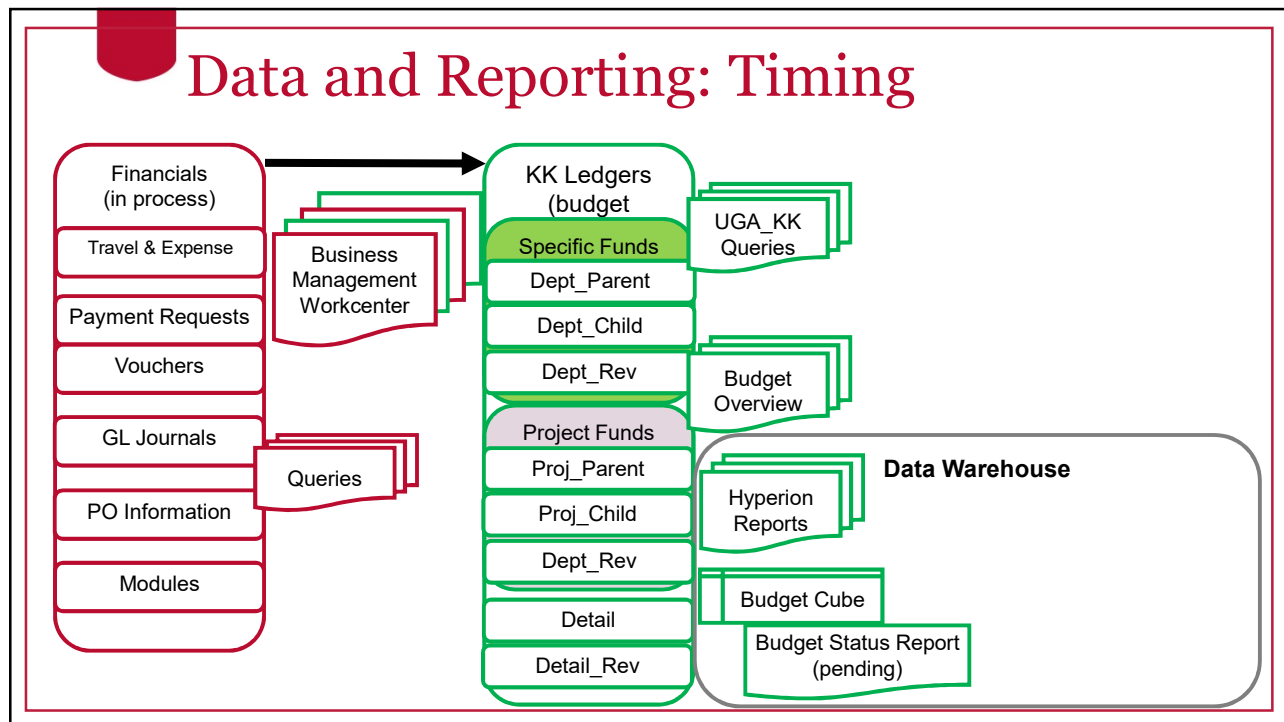 Data and Reporting: Timing
Financials
(in process)
Travel & Expense
Payment Requests
Vouchers
GL Journals
PO Information
Modules
Business
Management
Workcenter
Queries
KK Ledgers
(budget
Specific Funds
Dept_Parent
Dept_Child
Dept_Rev
Project Funds
Proj_Parent
Proj_Child
Dept_Rev
Detail
Detail_Rev
UGA_KK
Queries
Budget
Overview
Data Warehouse
Hyperion
Reports
Budget Cube
Budget Status Report
(pending)